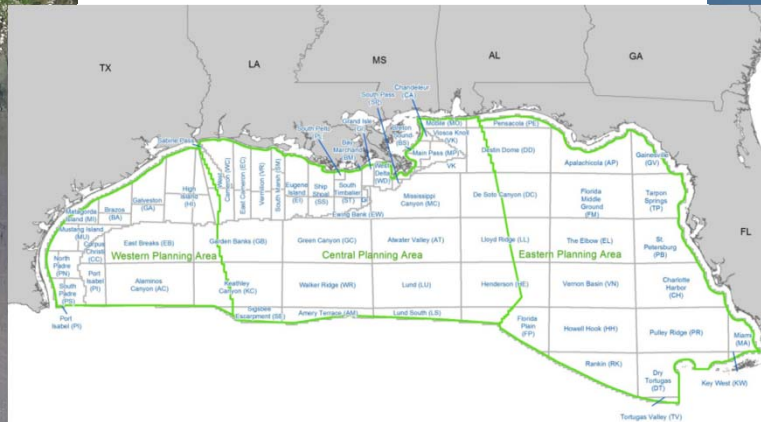 TX
LA
MS
AL
GA
FL
Chandeleur
(CA)
South Pass
(SP)
Grand Isle
(GI)
South Pelto
(PL)
Bay
Marchand
BM
Sabine Pass
Mobile (MO)
Viosca Knoll
(VK)
Main Pass (MP)
VK
West
Delta
(WD)
Pensacola (PE)
Destin Dome (DD)
Apalachicola (AP)
Gainesville
(GV)
West
Cameron (WC)
East Cameron (EC)
Vermilion (VR)
South Marsh (SM)
Eugene
Island
(EI)
Ship
Shoal
(SS)
South
Timbalier
(ST)
GI
Ewing Bank (EW)
Mississippi
Canyon (MC)
De Soto Canyon (DC)
Florida
Middle
Ground
(FM)
Tarpon
Springs
(TP)
High
Island
(HI)
Galveston
(GA)
Brazos
(BA)
Matagorda
Island (MI)
Mustang Island
(MU)
Corpus
Christi
(CC)
North
Padre
(PN)
East Breaks (EB)
Garden Banks (GB)
Green Canyon (GC)
Atwater Valley (AT)
Lloyd Ridge (LL)
The Elbow (EL)
St.
Petersburg
(PB)
Western Planning Area
Central Planning Area
Eastern Planning Area
Port
Isabel
(PI)
South
Padre
(PS)
Alaminos
Canyon (AC)
Keathley
Canyon (KC)
Walker Ridge (WR)
Lund (LU)
Henderson (HE)
Vernon Basin (VN)
Charlotte
Harbor
(CH)
Port
Isabel (PI)
Sigsbee
Escarpment (SE)
Amery Terrace (AM)
Lund South (LS)
Florida
Plain
(FP)
Howell Hook (HH)
Pulley Ridge (PR)
Miami
(MA)
Rankin (RK)
Dry
Tortugas
(DT)
Key West (KW)
Tortugas Valley (TV)